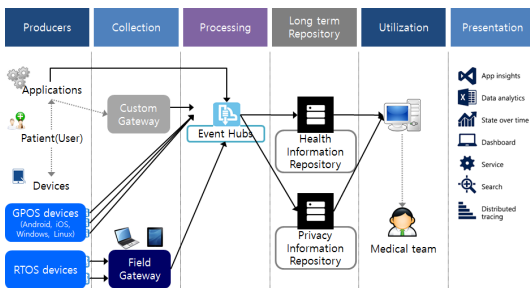 Producers
Collection
Processing
Long term
Repository
Utilization
Presentation
Applications
Patient(User)
Devices
GPOS devices
(Android, iOS,
Windows, Linux)
RTOS devices
Custom
Gateway
Field
Gateway
Event Hubs
Health
Information
Repository
Privacy
Information
Repository
Medical team
App insights
Data analytics
State over time
Dashboard
Service
Search
Distributed
tracing